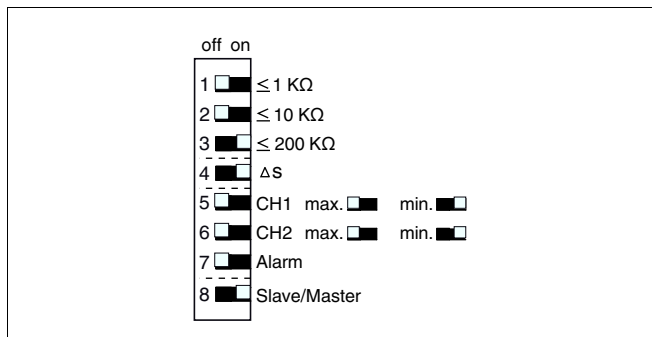 off on
1 ≤ 1 KΩ
2 ≤ 10 KΩ
3 ≤ 200 KΩ
4 ΔS
5 CH1 max. min.
6 CH2 max. min.
7 Alarm
8 Slave/Master